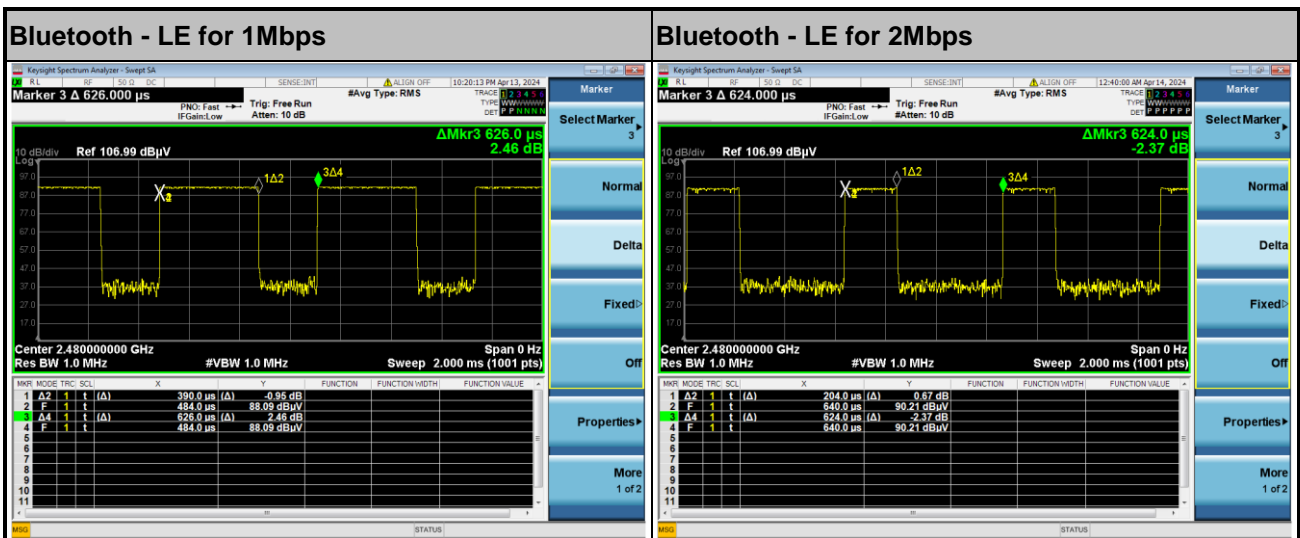 Bluetooth - LE for 1Mbps
Keysight Spectrum Analyzer - Swept SA
RL RF 50 Ω DC SENSE:INT ALIGN OFF 10:20:13 PM Apr 13, 2024
Marker 3 Δ 626.000 µs
PNO: Fast
IFGain:Low
Trig: Free Run
Atten: 10 dB
#Avg Type: RMS
TRACE 1 2 3 4 5 6
TYPE WWWWWW
DET P P N N N N
ΔMkr3 626.0 µs
2.46 dB
10 dB/div Ref 106.99 dBµV
Log
97.0
87.0
77.0
67.0
57.0
47.0
37.0
27.0
17.0
1Δ2
3Δ4
Center 2.480000000 GHz Span 0 Hz
Res BW 1.0 MHz #VBW 1.0 MHz Sweep 2.000 ms (1001 pts)
MKR MODE TRC SCL X Y FUNCTION FUNCTION WIDTH FUNCTION VALUE
1 Δ2 1 t (Δ) 390.0 µs (Δ) -0.95 dB
2 F 1 t 484.0 µs 88.09 dBµV
3 Δ4 1 t (Δ) 626.0 µs (Δ) 2.46 dB
4 F 1 t 484.0 µs 88.09 dBµV
5
6
7
8
9
10
11
MSG STATUS
Marker
Select Marker
3
Normal
Delta
Fixed
Off
Properties
More
1 of 2
Bluetooth - LE for 2Mbps
Keysight Spectrum Analyzer - Swept SA
RL RF 50 Ω DC SENSE:INT ALIGN OFF 12:40:00 AM Apr 14, 2024
Marker 3 Δ 624.000 µs
PNO: Fast
IFGain:Low
Trig: Free Run
#Atten: 10 dB
#Avg Type: RMS
TRACE 1 2 3 4 5 6
TYPE WWWWWW
DET P P P P P P
ΔMkr3 624.0 µs
-2.37 dB
10 dB/div Ref 106.99 dBµV
Log
97.0
87.0
77.0
67.0
57.0
47.0
37.0
27.0
17.0
1Δ2
3Δ4
Center 2.480000000 GHz Span 0 Hz
Res BW 1.0 MHz #VBW 1.0 MHz Sweep 2.000 ms (1001 pts)
MKR MODE TRC SCL X Y FUNCTION FUNCTION WIDTH FUNCTION VALUE
1 Δ2 1 t (Δ) 204.0 µs (Δ) 0.67 dB
2 F 1 t 640.0 µs 90.21 dBµV
3 Δ4 1 t (Δ) 624.0 µs (Δ) -2.37 dB
4 F 1 t 640.0 µs 90.21 dBµV
5
6
7
8
9
10
11
MSG STATUS
Marker
Select Marker
3
Normal
Delta
Fixed
Off
Properties
More
1 of 2